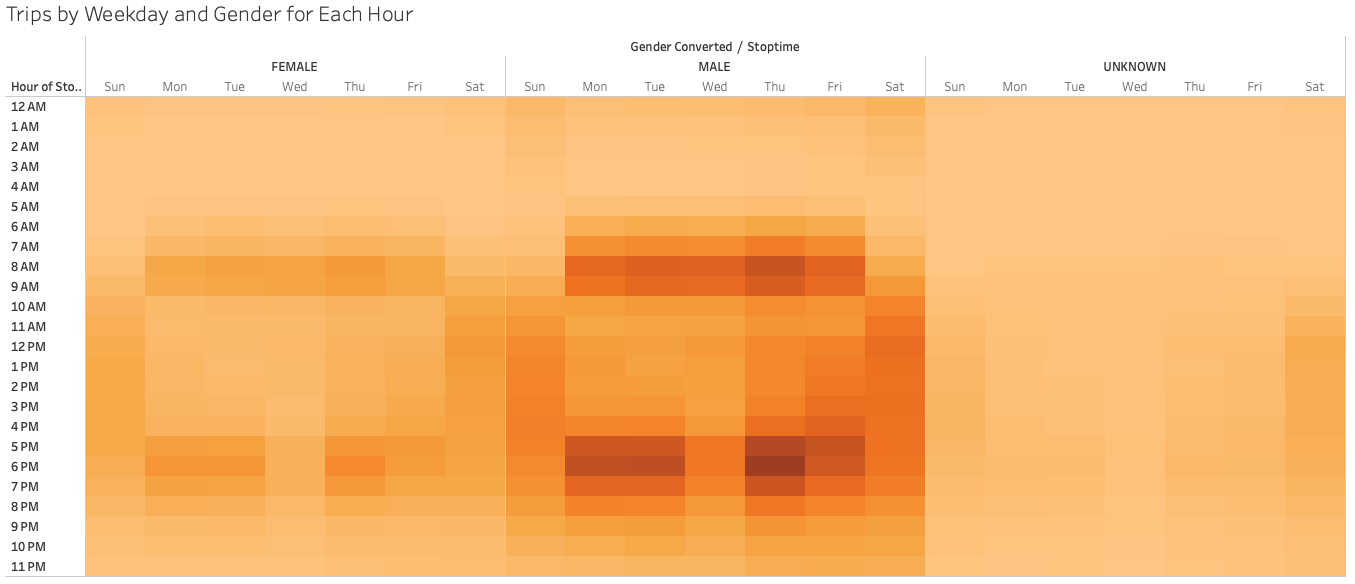 Trips by Weekday and Gender for Each Hour
Gender Converted / Stoptime
FEMALE MALE UNKNOWN
Hour of Sto.. Sun Mon Tue Wed Thu Fri Sat Sun Mon Tue Wed Thu Fri Sat Sun Mon Tue Wed Thu Fri Sat
12 AM
1 AM
2 AM
3 AM
4 AM
5 AM
6 AM
7 AM
8 AM
9 AM
10 AM
11 AM
12 PM
1 PM
2 PM
3 PM
4 PM
5 PM
6 PM
7 PM
8 PM
9 PM
10 PM
11 PM